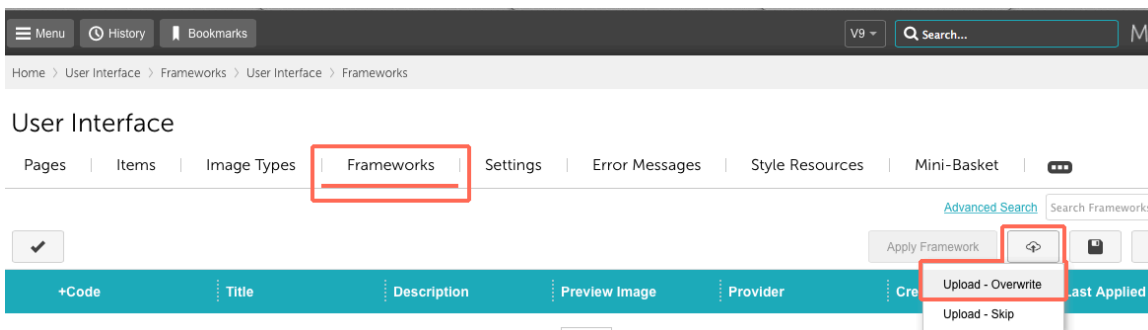 Menu History Bookmarks V9 Search... M
Home > User Interface > Frameworks > User Interface > Frameworks
User Interface
Pages Items Image Types Frameworks Settings Error Messages Style Resources Mini-Basket
Advanced Search Search Frameworks
Apply Framework
Upload - Overwrite
+Code Title Description Preview Image Provider Cre ast Applied
Upload - Skip